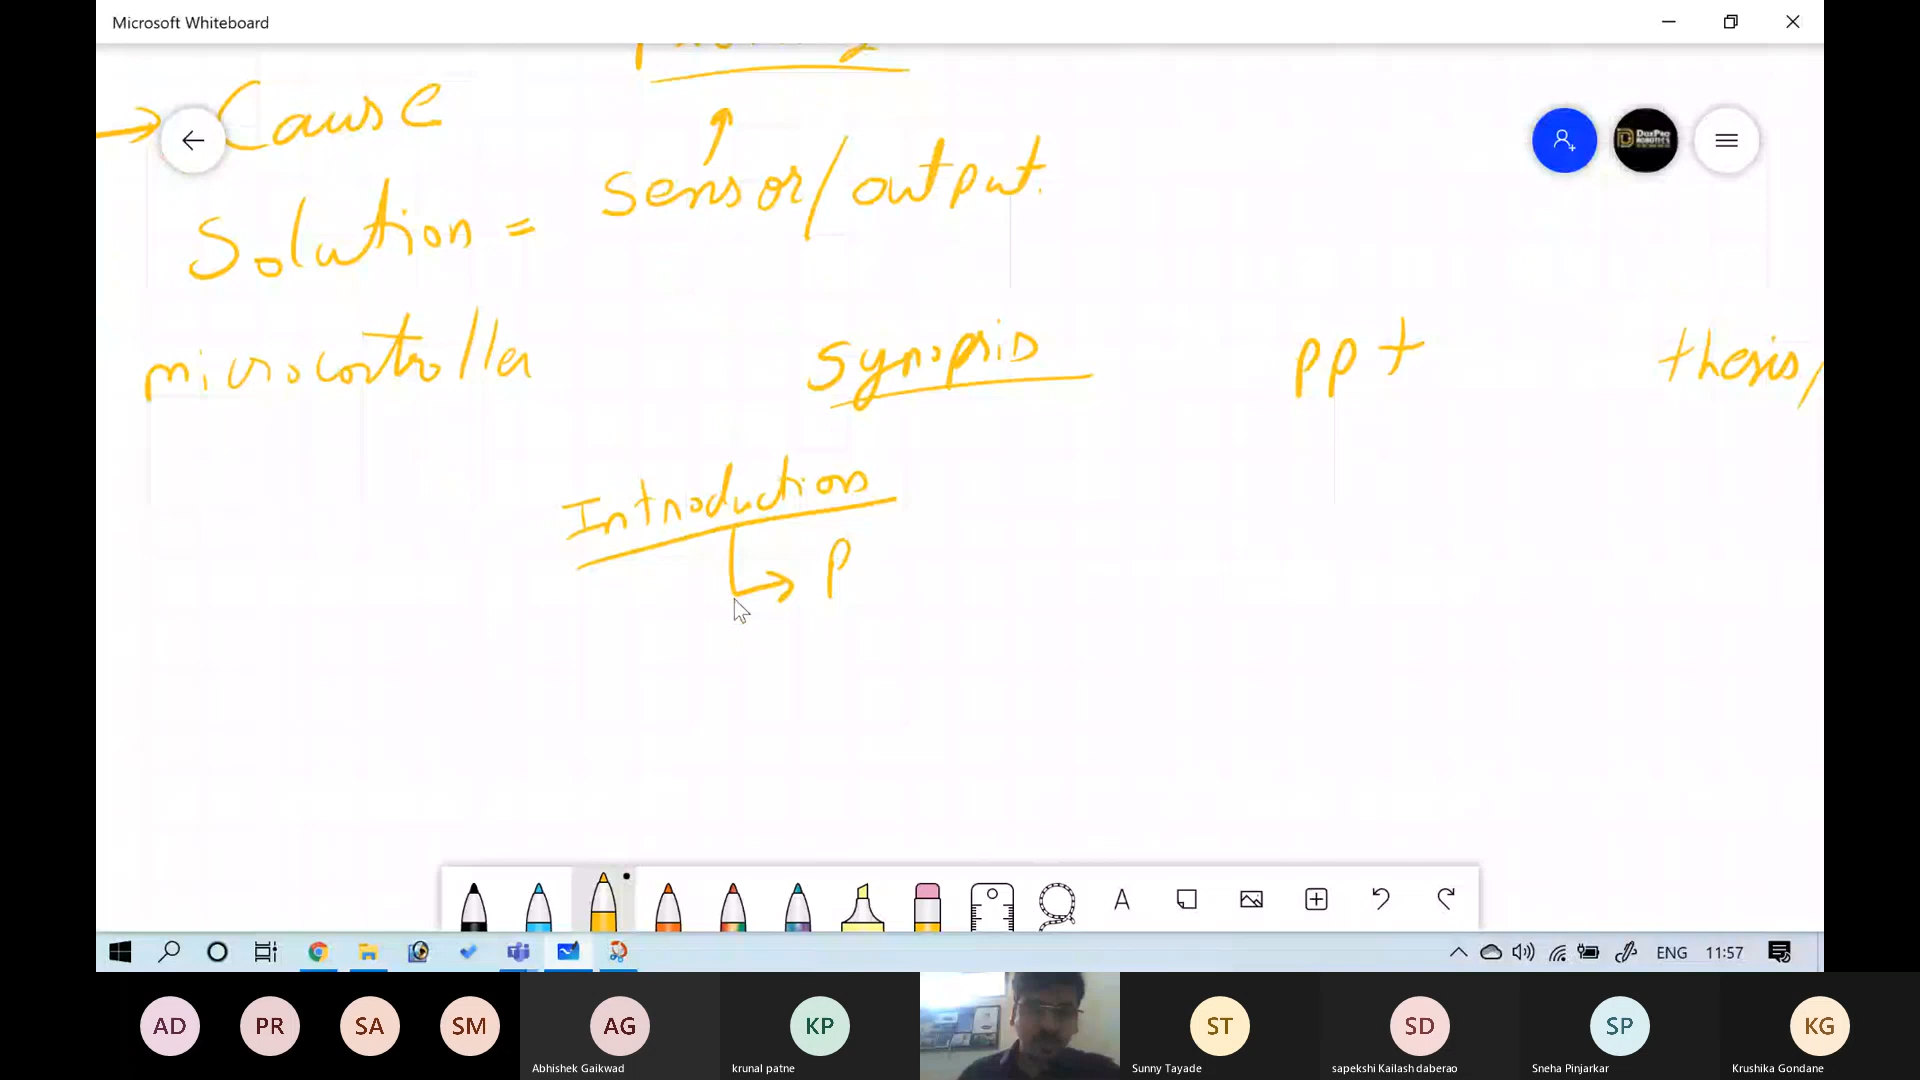 Microsoft Whiteboard
Cause
Sensor/output.
Solution =
microcontroller
Synopsis
ppt
thesis/
Introduction
P
A
ENG
11:57
AD
PR
SA
SM
AG
KP
ST
SD
SP
KG
Abhishek Gaikwad
krunal patne
Sunny Tayade
sapekshi Kailash daberao
Sneha Pinjarkar
Krushika Gondane